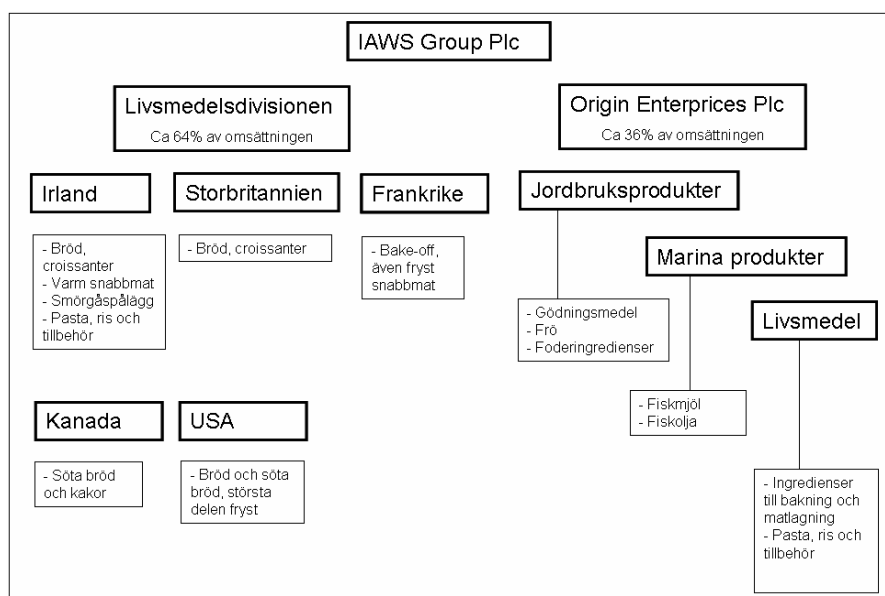 IAWS Group Plc
Livsmedelsdivisionen
Ca 64% av omsättningen
Origin Enterprices Plc
Ca 36% av omsättningen
Irland
- Bröd,
croissanter
- Varm snabbmat
- Smörgåspålägg
- Pasta, ris och
tillbehör
Storbritannien
- Bröd, croissanter
Frankrike
- Bake-off,
även fryst
snabbmat
Kanada
- Söta bröd
och kakor
USA
- Bröd och söta
bröd, största
delen fryst
Jordbruksprodukter
- Gödningsmedel
- Frö
- Foderingredienser
Marina produkter
- Fiskmjöl
- Fiskolja
Livsmedel
- Ingredienser
till bakning och
matlagning
- Pasta, ris och
tillbehör